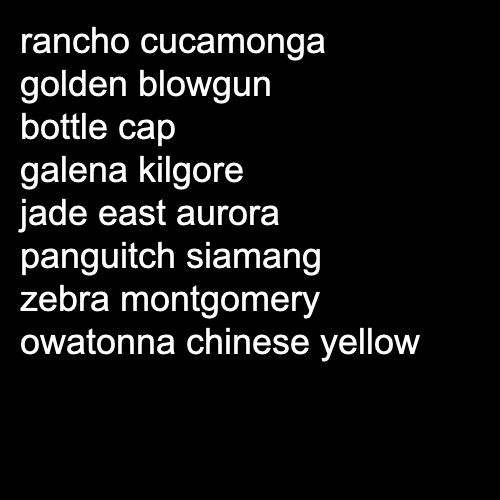 rancho cucamonga
golden blowgun
bottle cap
galena kilgore
jade east aurora
panguitch siamang
zebra montgomery
owatonna chinese yellow